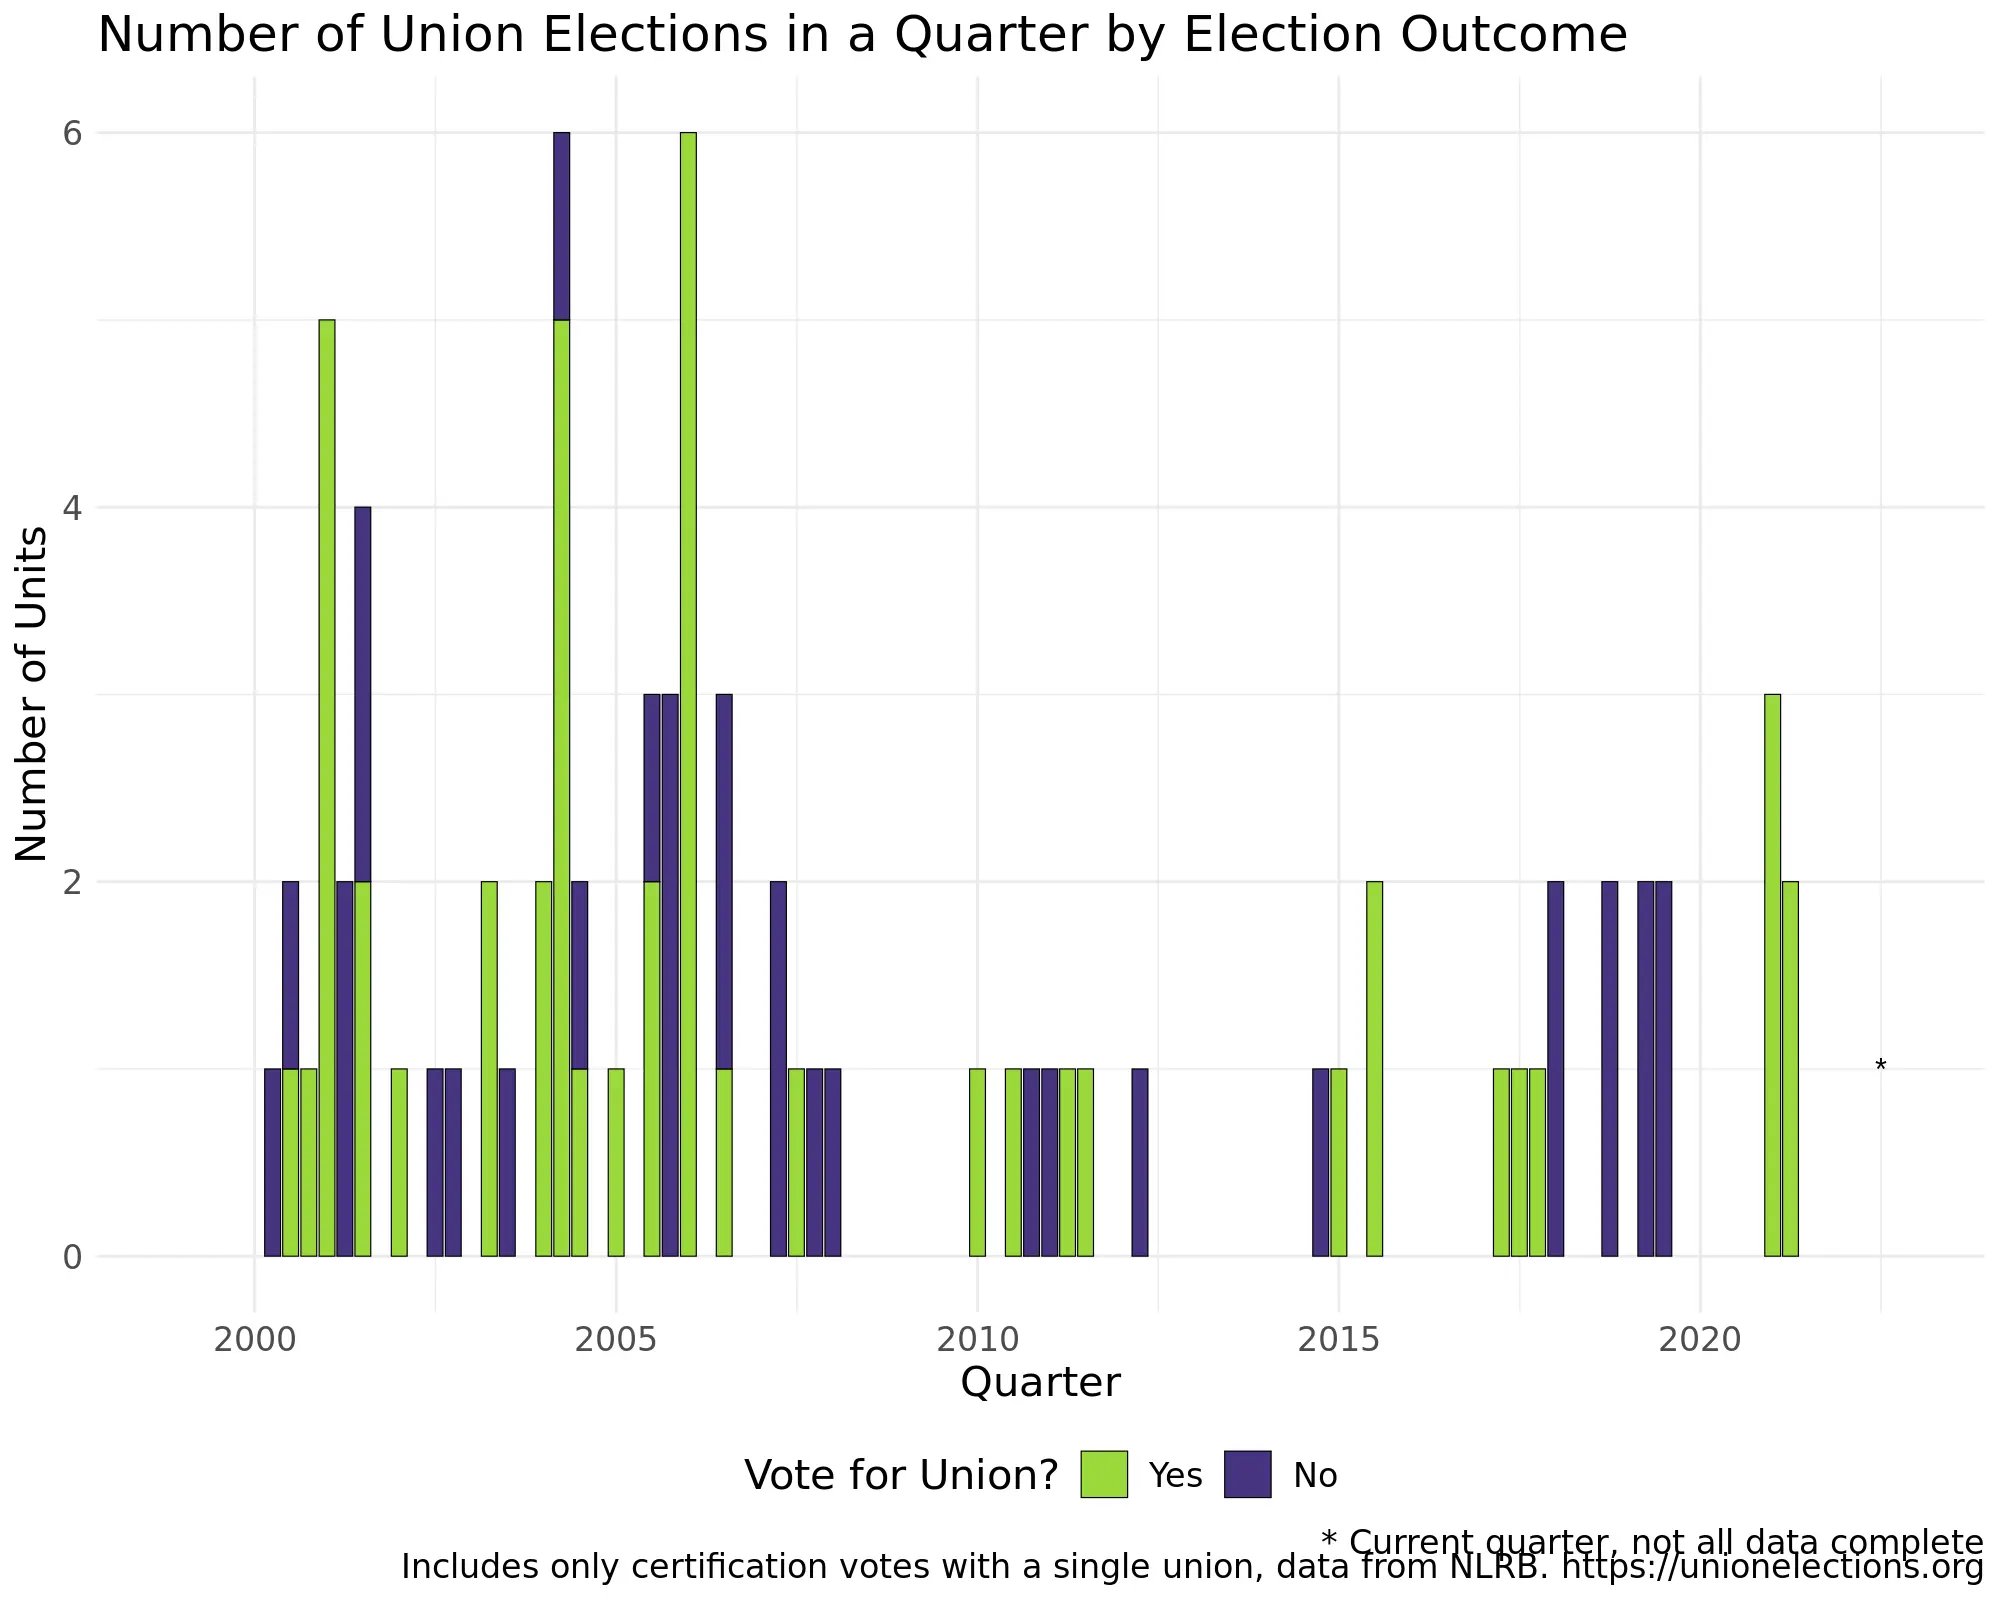 Number of Union Elections in a Quarter by Election Outcome
Number of Units
6
4
2
0
*
2000 2005 2010 2015 2020
Quarter
Vote for Union? Yes No
* Current quarter, not all data complete
Includes only certification votes with a single union, data from NLRB. https://unionelections.org